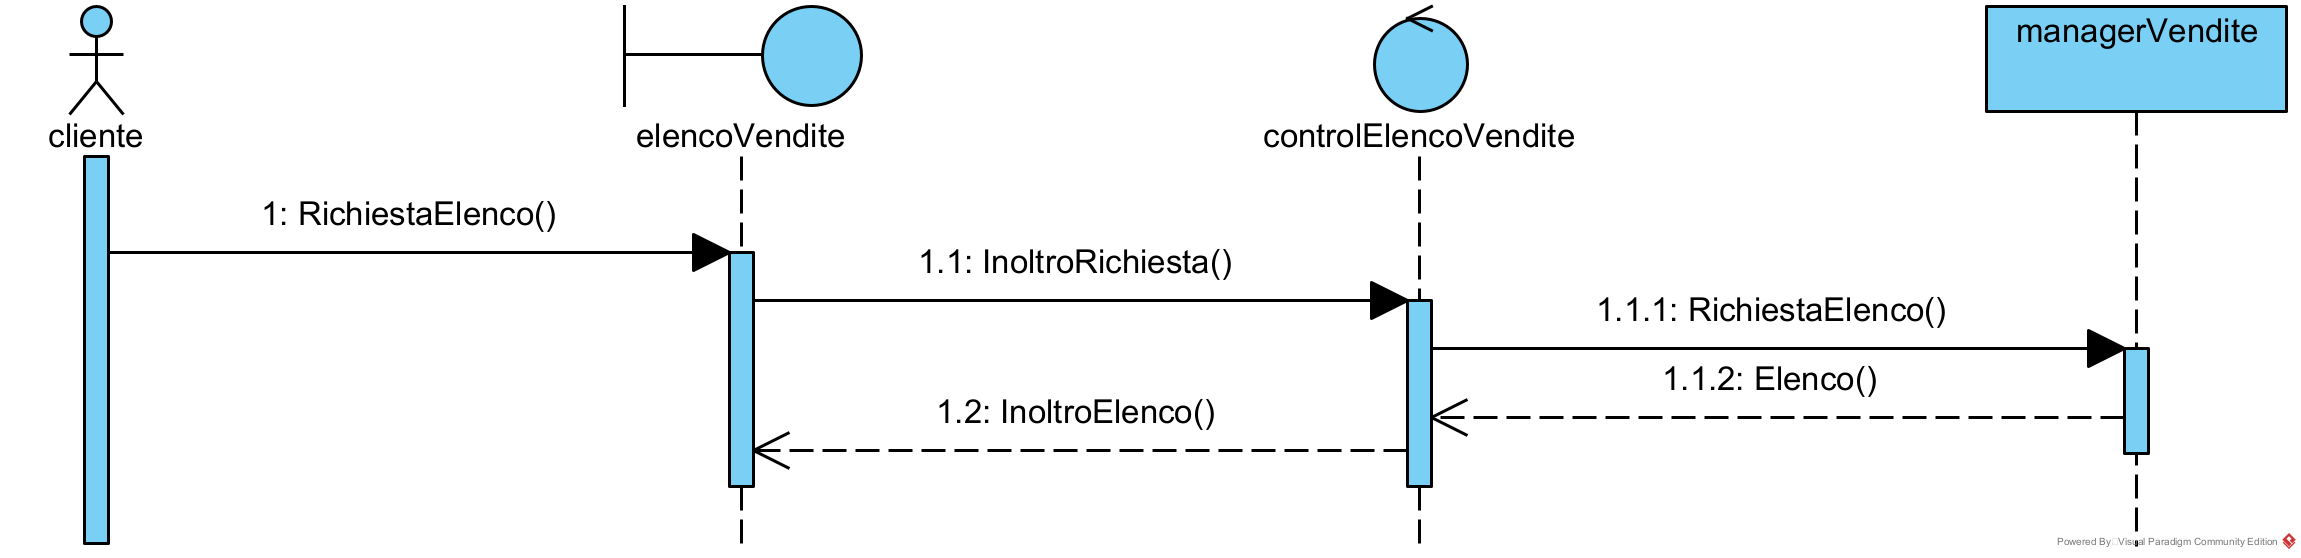 managerVendite
cliente
elencoVendite
controlElencoVendite
1: RichiestaElenco()
1.1: InoltroRichiesta()
1.1.1: RichiestaElenco()
1.1.2: Elenco()
1.2: InoltroElenco()
Powered By Visual Paradigm Community Edition